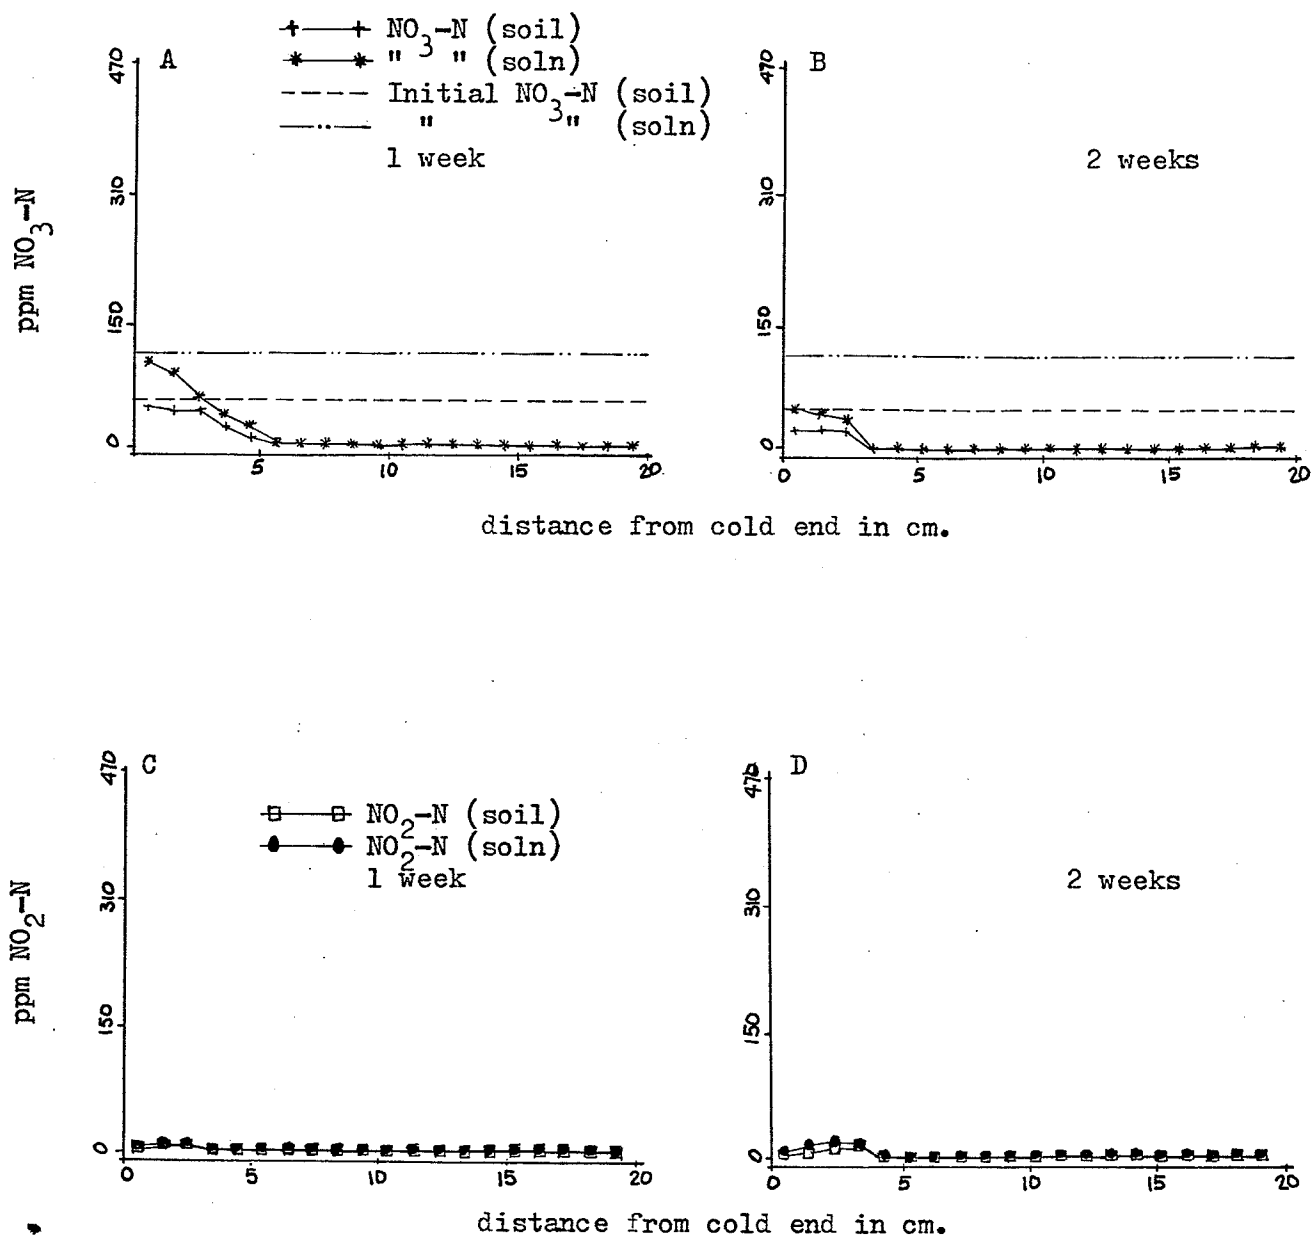 NO3-N (soil)
" " (soln)
Initial NO3-N (soil)
" " (soln)
1 week
A
470
310
150
0
5
10
15
20
ppm NO3-N
B
2 weeks
470
310
150
0
0
5
10
15
20
distance from cold end in cm.
C
NO2-N (soil)
NO2-N (soln)
1 week
470
310
150
0
0
5
10
15
20
ppm NO2-N
D
2 weeks
470
310
150
0
0
5
10
15
20
distance from cold end in cm.